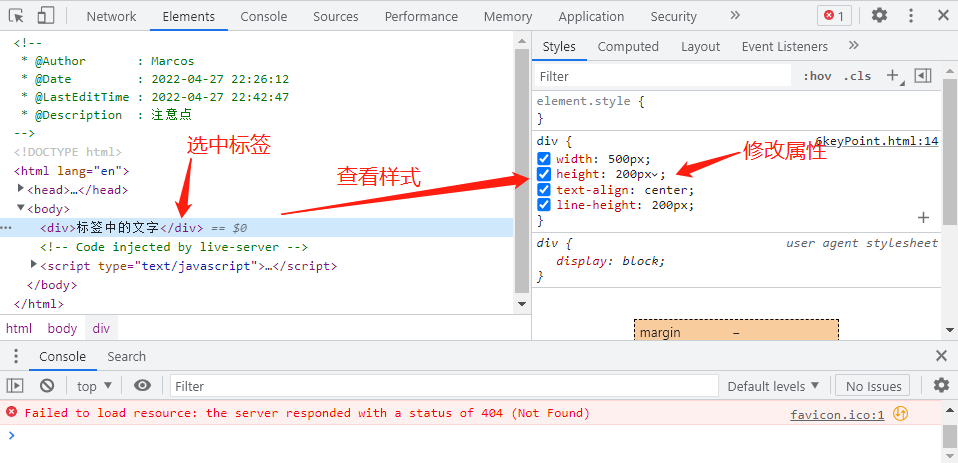 Network Elements Console Sources Performance Memory Application Security » 1
<!--
* @Author : Marcos
* @Date : 2022-04-27 22:26:12
* @LastEditTime : 2022-04-27 22:42:47
* @Description : 注意点
-->
<!DOCTYPE html>
<html lang="en">
<head>…</head>
<body>
<div>标签中的文字</div> == $0
<!-- Code injected by live-server -->
<script type="text/javascript">…</script>
</body>
</html>
选中标签
查看样式
html body div
Styles Computed Layout Event Listeners »
Filter :hov .cls +
element.style {
}
div { 6keyPoint.html:14
width: 500px;
height: 200px;
text-align: center;
line-height: 200px;
}
修改属性
div { user agent stylesheet
display: block;
}
margin –
Console Search
top Filter Default levels No Issues
Failed to load resource: the server responded with a status of 404 (Not Found) favicon.ico:1